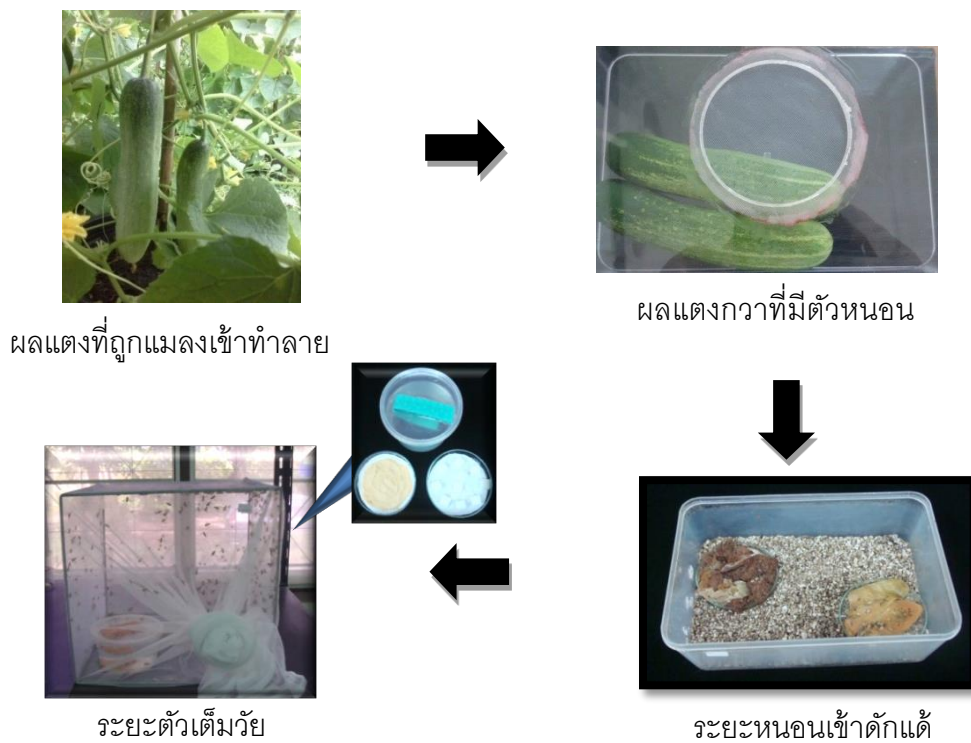 ผลแตงที่ถูกแมลงเข้าทำลาย
ผลแตงกวาที่มีตัวหนอน
ระยะหนอนเข้าดักแด้
ระยะตัวเต็มวัย